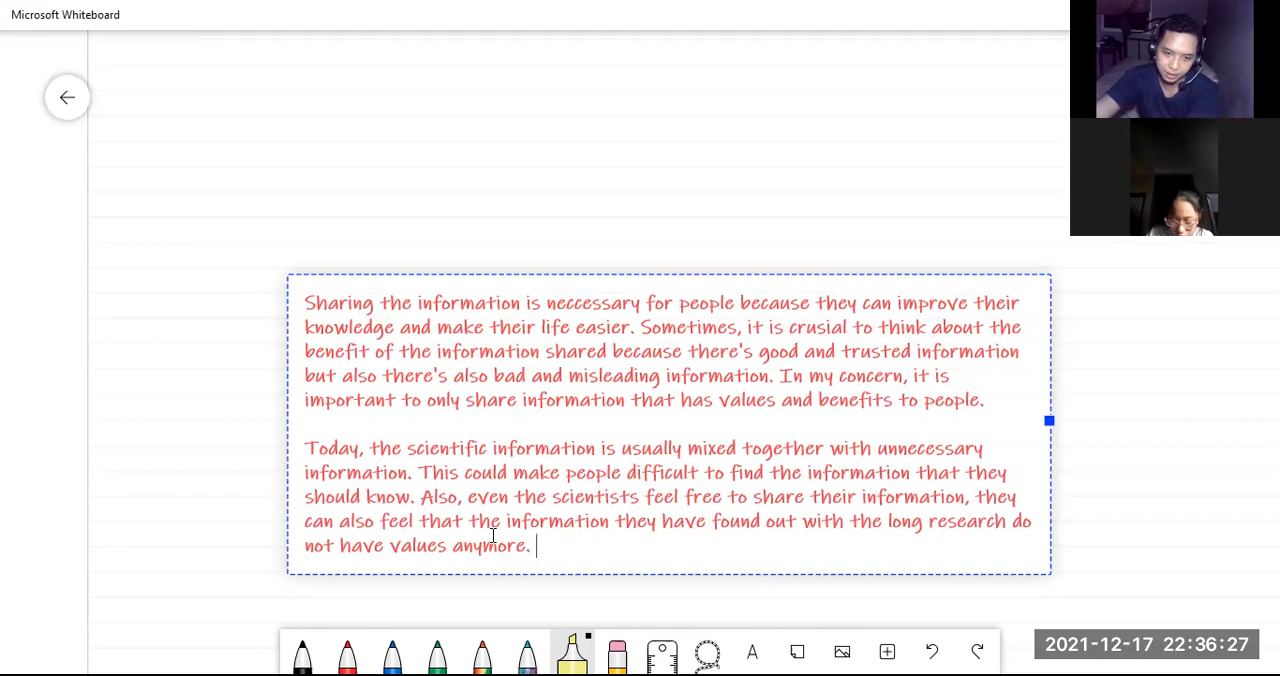 Microsoft Whiteboard
Sharing the information is neccessary for people because they can improve their
knowledge and make their life easier. Sometimes, it is crusial to think about the
benefit of the information shared because there's good and trusted information
but also there's also bad and misleading information. In my concern, it is
important to only share information that has values and benefits to people.
Today, the scientific information is usually mixed together with unnecessary
information. This could make people difficult to find the information that they
should know. Also, even the scientists feel free to share their information, they
can also feel that the information they have found out with the long research do
not have values anymore.
A
2021-12-17 22:36:27